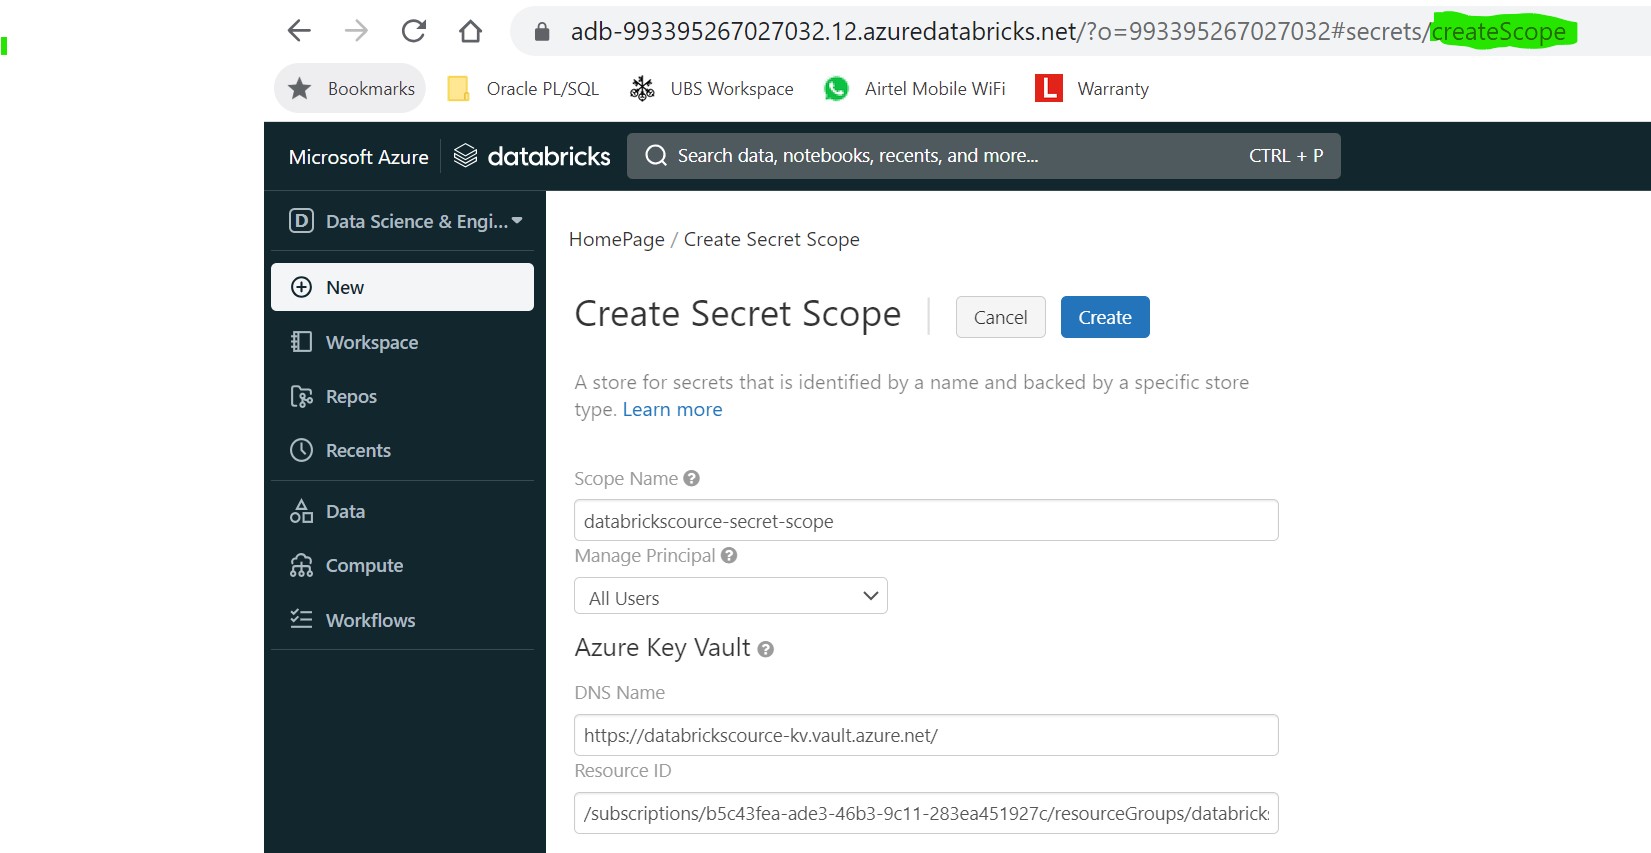 adb-993395267027032.12.azuredatabricks.net/?o=993395267027032#secrets/createScope
Bookmarks Oracle PL/SQL UBS Workspace Airtel Mobile WiFi L Warranty
Microsoft Azure databricks Search data, notebooks, recents, and more... CTRL + P
D Data Science & Engi...
New
Workspace
Repos
Recents
Data
Compute
Workflows
HomePage / Create Secret Scope
Create Secret Scope Cancel Create
A store for secrets that is identified by a name and backed by a specific store
type. Learn more
Scope Name ?
databrickscource-secret-scope
Manage Principal ?
All Users
Azure Key Vault ?
DNS Name
https://databrickscource-kv.vault.azure.net/
Resource ID
/subscriptions/b5c43fea-ade3-46b3-9c11-283ea451927c/resourceGroups/databricks